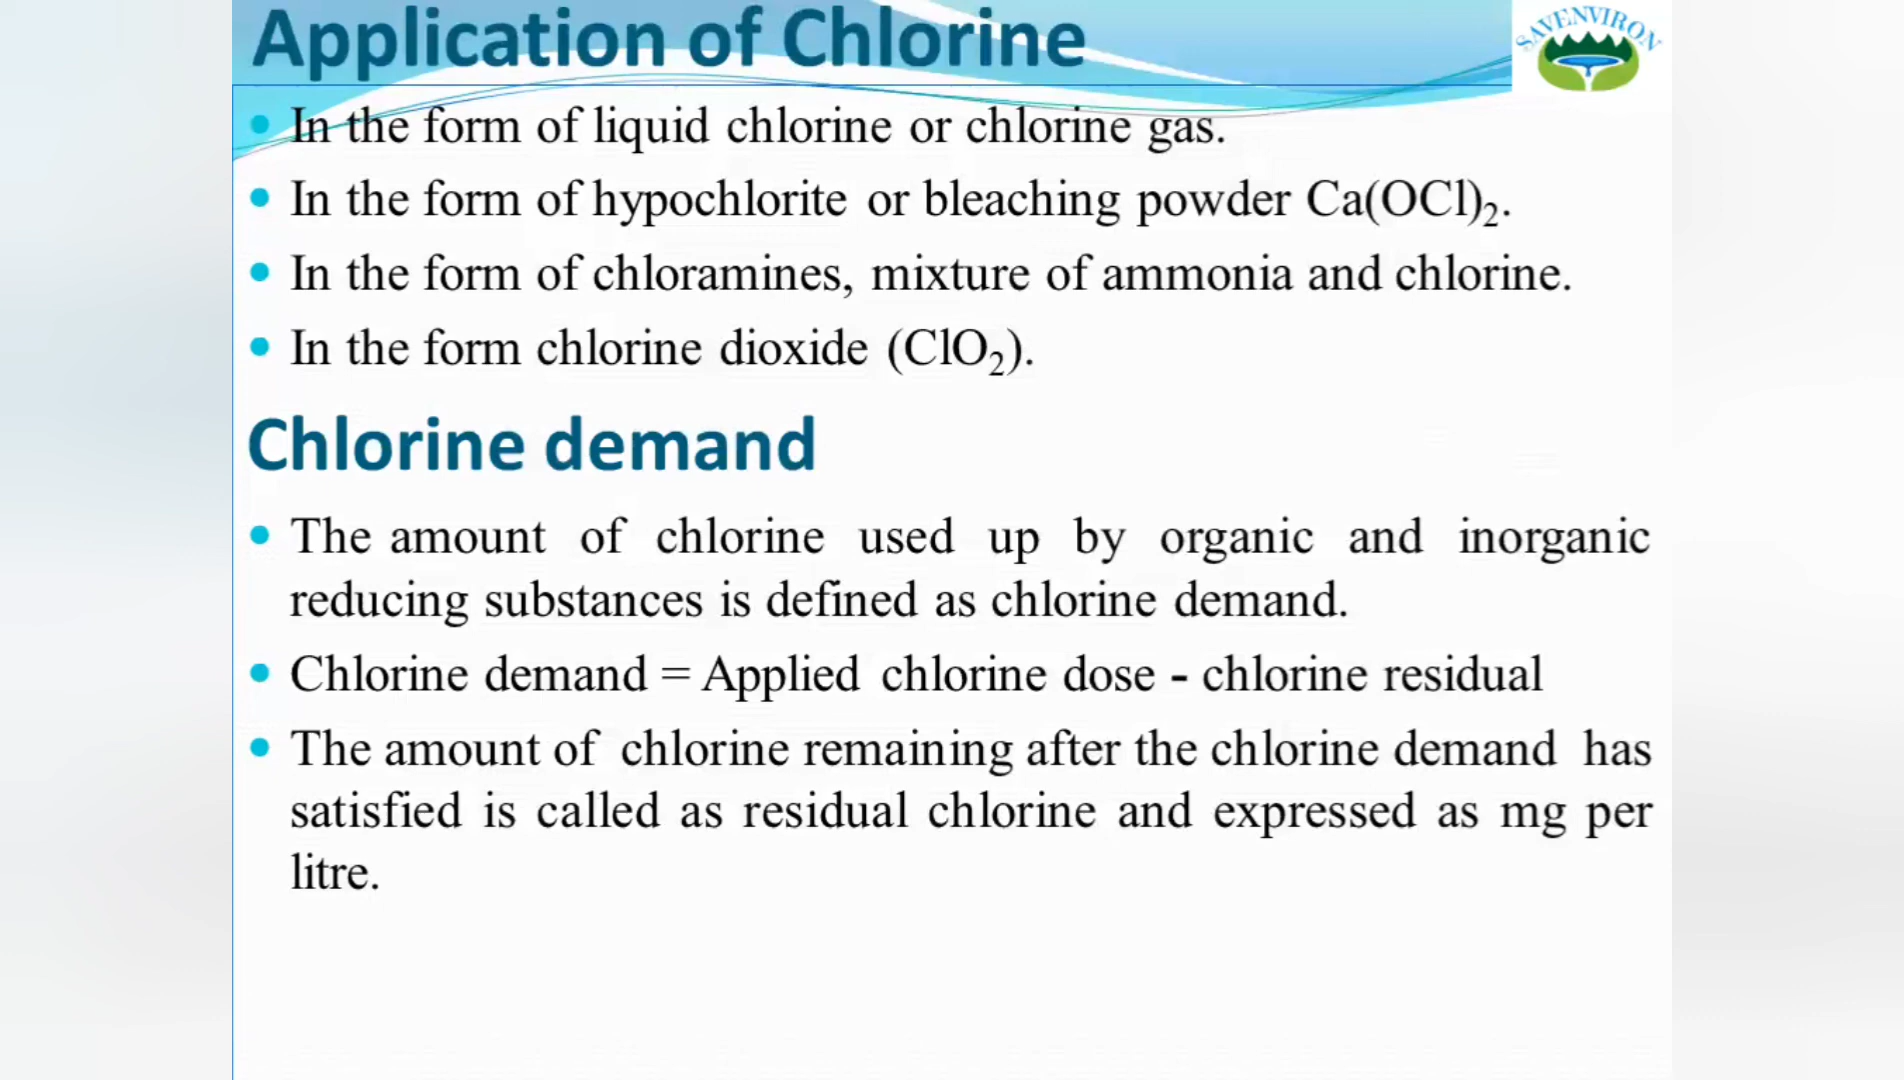 Application of Chlorine
SAVENVIRON
• In the form of liquid chlorine or chlorine gas.
• In the form of hypochlorite or bleaching powder Ca(OCl)₂.
• In the form of chloramines, mixture of ammonia and chlorine.
• In the form chlorine dioxide (ClO₂).
Chlorine demand
• The amount of chlorine used up by organic and inorganic
reducing substances is defined as chlorine demand.
• Chlorine demand = Applied chlorine dose - chlorine residual
• The amount of chlorine remaining after the chlorine demand has
satisfied is called as residual chlorine and expressed as mg per
litre.